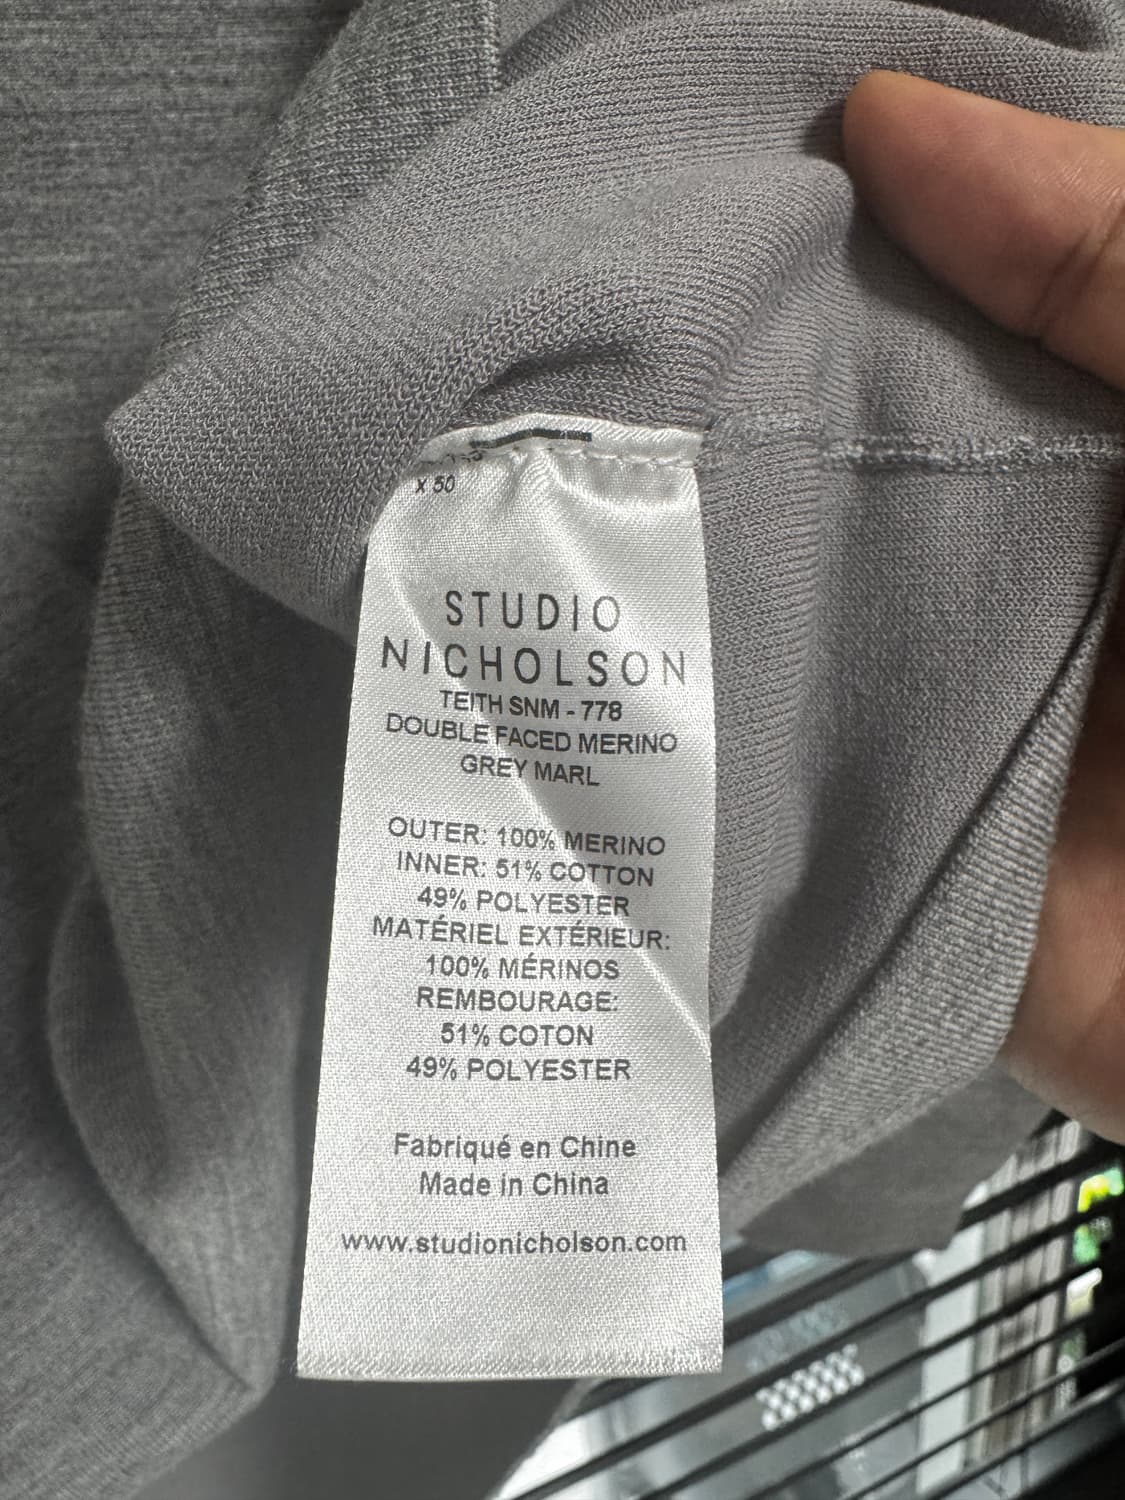 x 50
STUDIO
NICHOLSON
TEITH SNM - 778
DOUBLE FACED MERINO
GREY MARL
OUTER: 100% MERINO
INNER: 51% COTTON
49% POLYESTER
MATÉRIEL EXTÉRIEUR:
100% MÉRINOS
REMBOURAGE:
51% COTON
49% POLYESTER
Fabriqué en Chine
Made in China
www.studionicholson.com